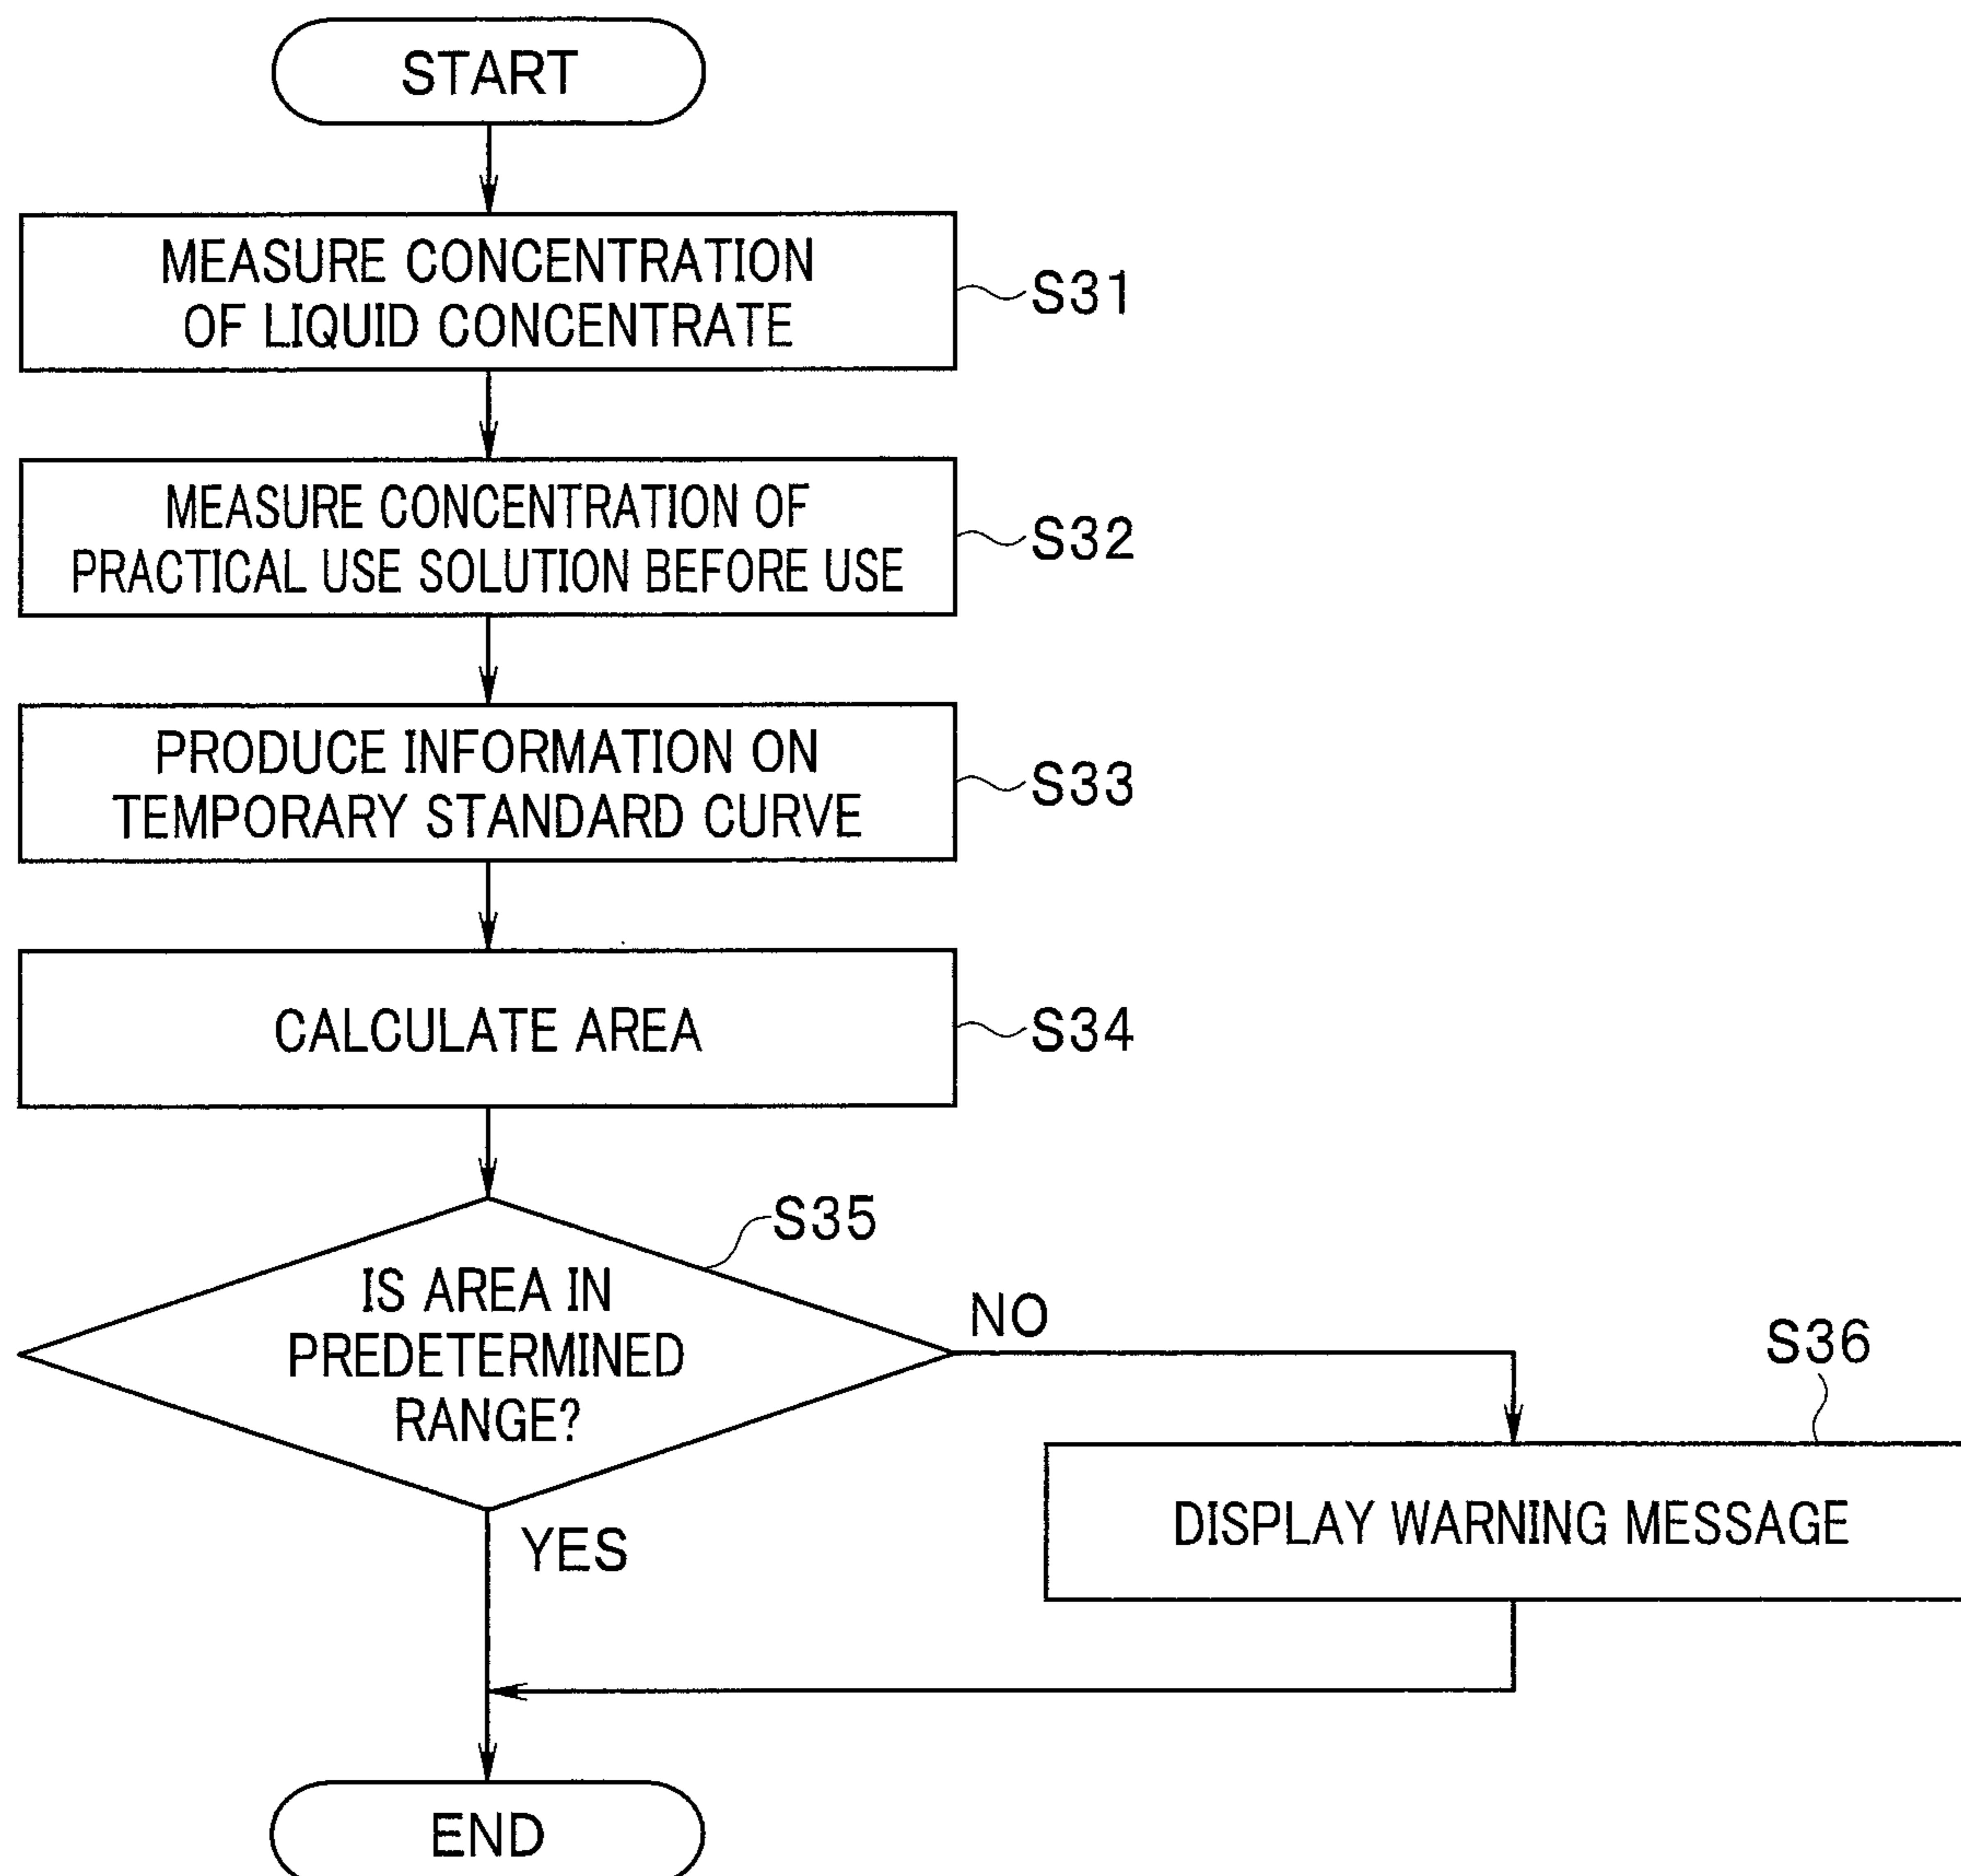 START
MEASURE CONCENTRATION
OF LIQUID CONCENTRATE
S31
MEASURE CONCENTRATION OF
PRACTICAL USE SOLUTION BEFORE USE
S32
PRODUCE INFORMATION ON
TEMPORARY STANDARD CURVE
S33
CALCULATE AREA
S34
S35
IS AREA IN
PREDETERMINED
RANGE?
NO
S36
DISPLAY WARNING MESSAGE
YES
END